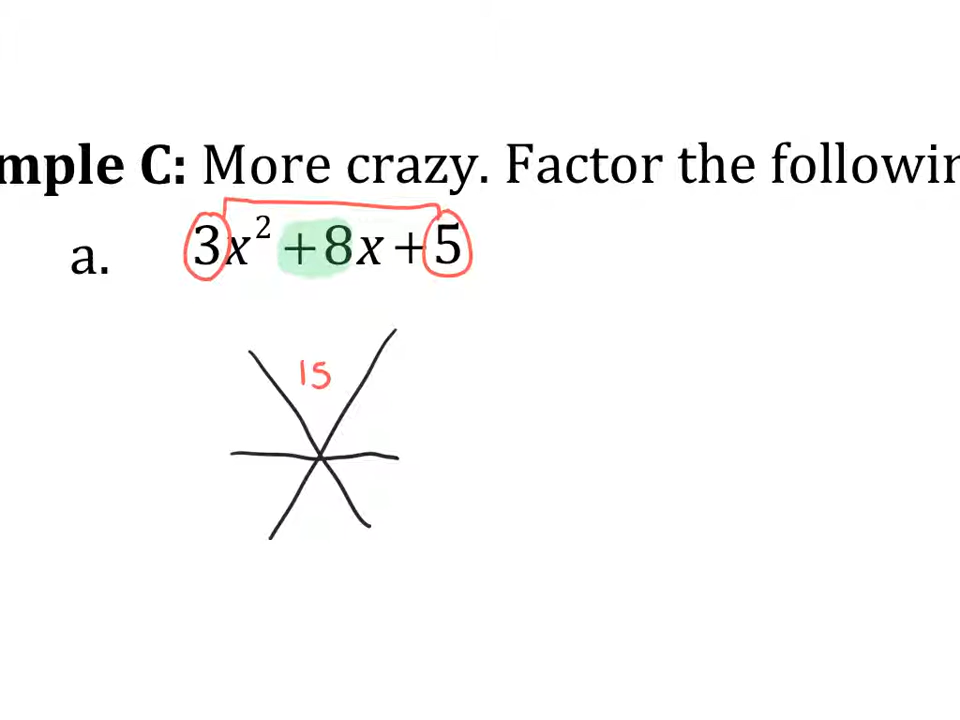 mple C: More crazy. Factor the followin
a. 3x² +8x+5
15